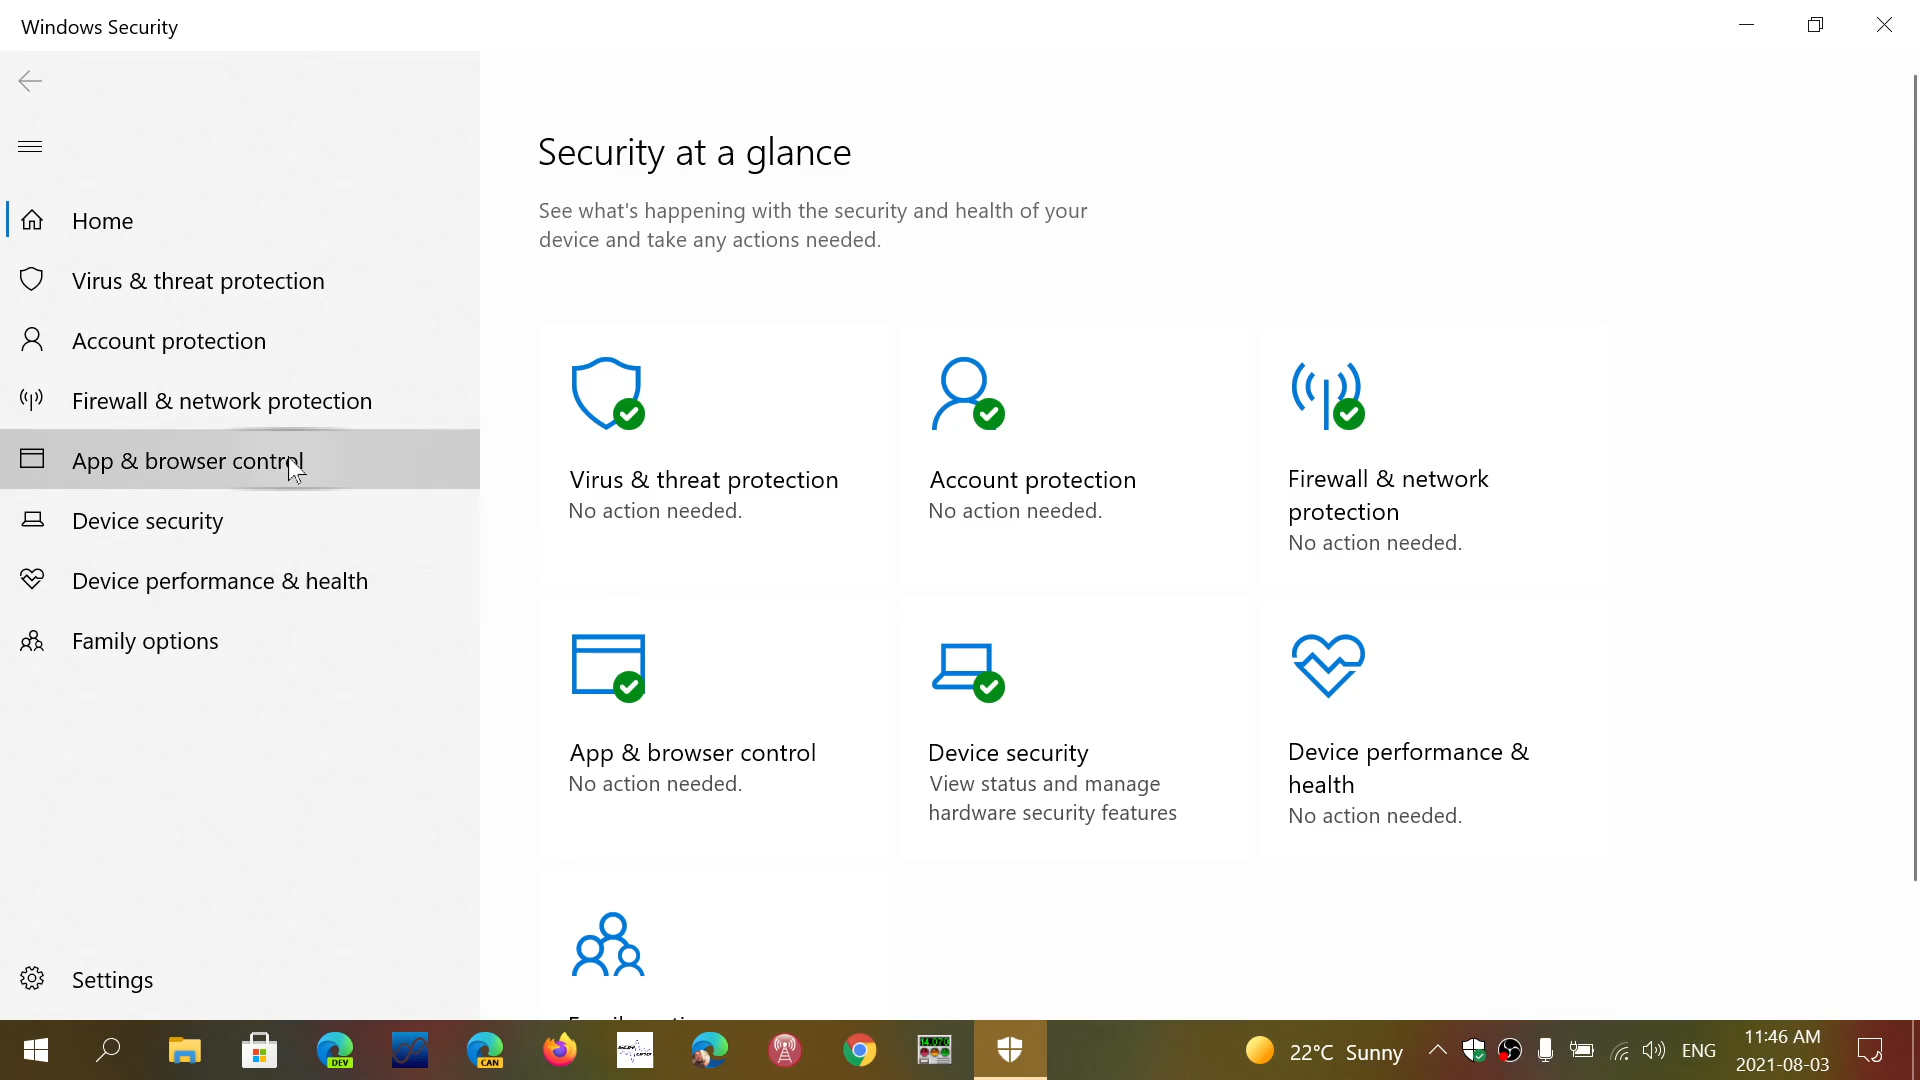 Windows Security
Home
Virus & threat protection
Account protection
Firewall & network protection
App & browser control
Device security
Device performance & health
Family options
Settings
Security at a glance
See what's happening with the security and health of your
device and take any actions needed.
Virus & threat protection
No action needed.
Account protection
No action needed.
Firewall & network
protection
No action needed.
App & browser control
No action needed.
Device security
View status and manage
hardware security features
Device performance &
health
No action needed.
DEV
CAN
22°C Sunny
ENG
11:46 AM
2021-08-03